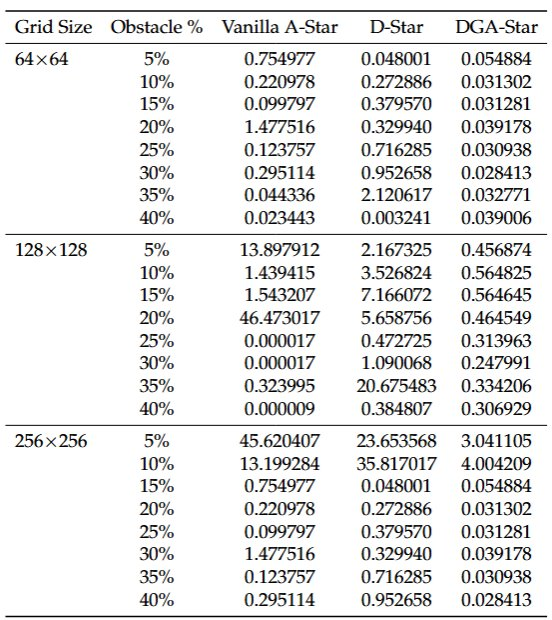 Grid Size Obstacle % Vanilla A-Star D-Star DGA-Star
64×64 5% 0.754977 0.048001 0.054884
10% 0.220978 0.272886 0.031302
15% 0.099797 0.379570 0.031281
20% 1.477516 0.329940 0.039178
25% 0.123757 0.716285 0.030938
30% 0.295114 0.952658 0.028413
35% 0.044336 2.120617 0.032771
40% 0.023443 0.003241 0.039006
128×128 5% 13.897912 2.167325 0.456874
10% 1.439415 3.526824 0.564825
15% 1.543207 7.166072 0.564645
20% 46.473017 5.658756 0.464549
25% 0.000017 0.472725 0.313963
30% 0.000017 1.090068 0.247991
35% 0.323995 20.675483 0.334206
40% 0.000009 0.384807 0.306929
256×256 5% 45.620407 23.653568 3.041105
10% 13.199284 35.817017 4.004209
15% 0.754977 0.048001 0.054884
20% 0.220978 0.272886 0.031302
25% 0.099797 0.379570 0.031281
30% 1.477516 0.329940 0.039178
35% 0.123757 0.716285 0.030938
40% 0.295114 0.952658 0.028413